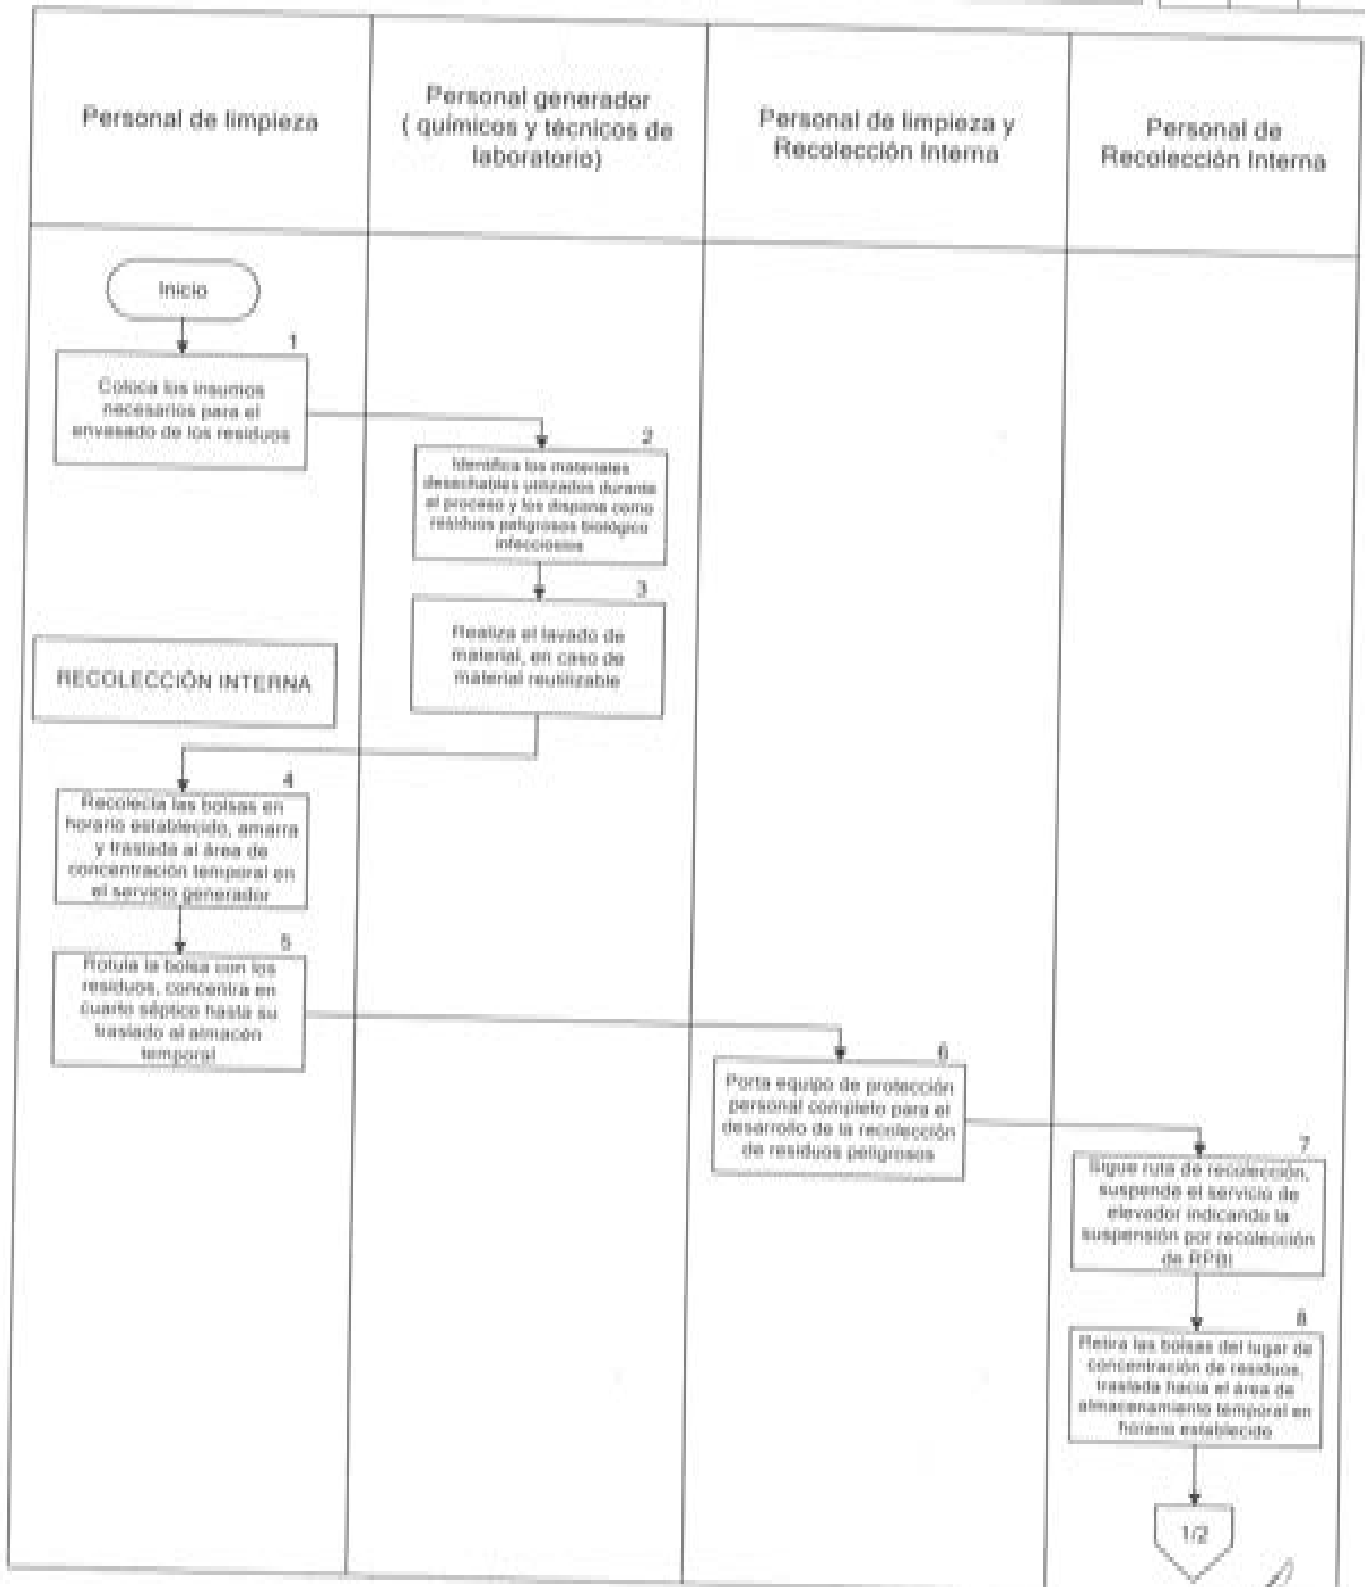 Personal de limpieza
Personal generador
( químicos y técnicos de
laboratorio)
Personal de limpieza y
Recolección Interna
Personal de
Recolección Interna
Inicio
1
Coloca los insumos
necesarios para el
envasado de los residuos
2
Identifica los materiales
desechables utilizados durante
el proceso y los dispone como
residuos peligrosos biológico
infecciosos
3
Realiza el lavado de
material, en caso de
material reutilizable
RECOLECCIÓN INTERNA
4
Recolecta las bolsas en
horario establecido, amarra
y traslada al área de
concentración temporal en
el servicio generador
5
Rotula la bolsa con los
residuos, concentra en
cuarto séptico hasta su
traslado al almacén
temporal
6
Porta equipo de protección
personal completo para el
desarrollo de la recolección
de residuos peligrosos
7
Sigue ruta de recolección,
suspende el servicio de
elevador indicando la
suspensión por recolección
de RPBI
8
Retira las bolsas del lugar de
concentración de residuos,
traslada hacia el área de
almacenamiento temporal en
horario establecido
1/2